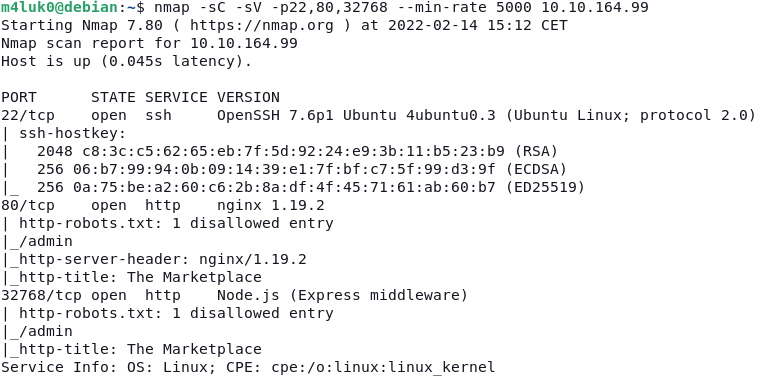 m4luk0@debian:~$ nmap -sC -sV -p22,80,32768 --min-rate 5000 10.10.164.99
Starting Nmap 7.80 ( https://nmap.org ) at 2022-02-14 15:12 CET
Nmap scan report for 10.10.164.99
Host is up (0.045s latency).

PORT      STATE SERVICE VERSION
22/tcp    open  ssh     OpenSSH 7.6p1 Ubuntu 4ubuntu0.3 (Ubuntu Linux; protocol 2.0)
| ssh-hostkey:
|   2048 c8:3c:c5:62:65:eb:7f:5d:92:24:e9:3b:11:b5:23:b9 (RSA)
|   256 06:b7:99:94:0b:09:14:39:e1:7f:bf:c7:5f:99:d3:9f (ECDSA)
|_  256 0a:75:be:a2:60:c6:2b:8a:df:4f:45:71:61:ab:60:b7 (ED25519)
80/tcp    open  http    nginx 1.19.2
| http-robots.txt: 1 disallowed entry
|_/admin
|_http-server-header: nginx/1.19.2
|_http-title: The Marketplace
32768/tcp open  http    Node.js (Express middleware)
| http-robots.txt: 1 disallowed entry
|_/admin
|_http-title: The Marketplace
Service Info: OS: Linux; CPE: cpe:/o:linux:linux_kernel